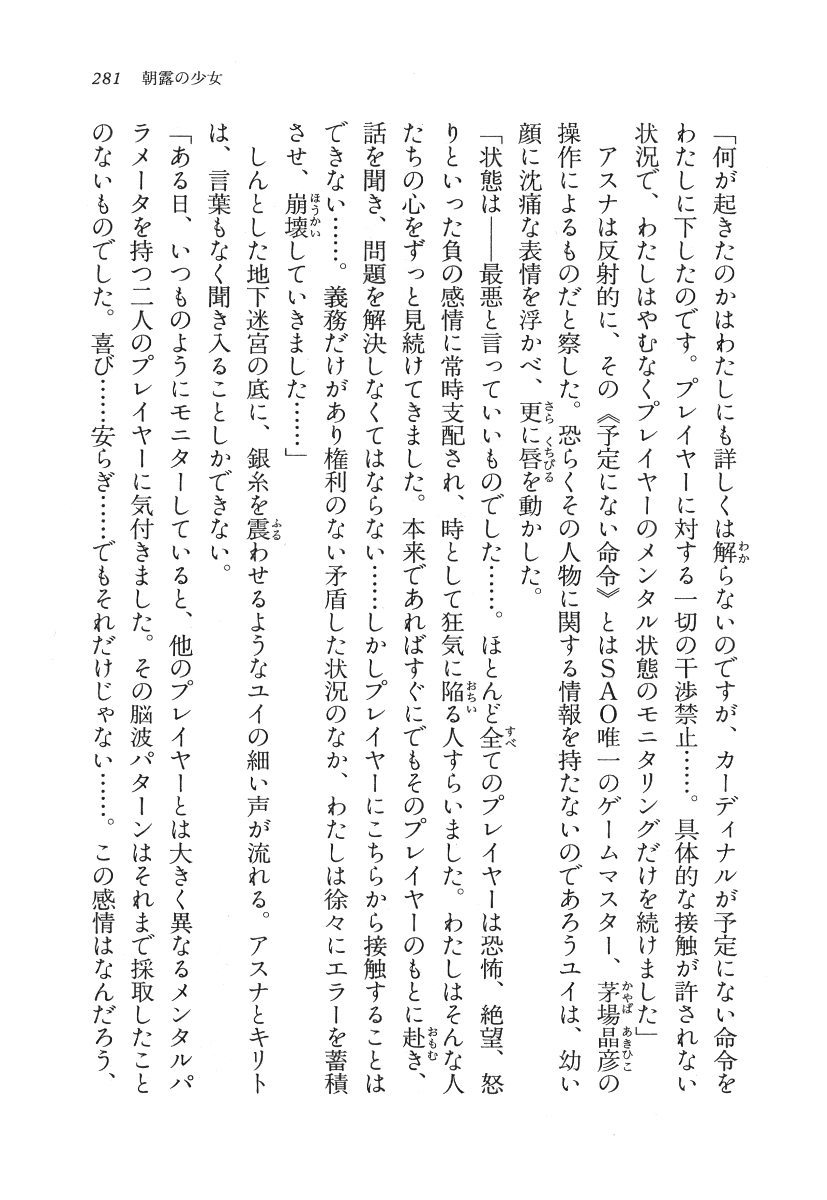 281 朝露の少女
「何が起きたのかはわたしにも詳しくは解らないのですが、カーディナルが予定にない命令を
わたしに下したのです。プレイヤーに対する一切の干渉禁止……。具体的な接触が許されない
状況で、わたしはやむなくプレイヤーのメンタル状態のモニタリングだけを続けました」
　アスナは反射的に、その《予定にない命令》とはSAO唯一のゲームマスター、茅場晶彦の
操作によるものだと察した。恐らくその人物に関する情報を持たないのであろうユイは、幼い
顔に沈痛な表情を浮かべ、更に唇を動かした。
「状態は――最悪と言っていいものでした……。ほとんど全てのプレイヤーは恐怖、絶望、怒
りといった負の感情に常時支配され、時として狂気に陥る人すらいました。わたしはそんな人
たちの心をずっと見続けてきました。本来であればすぐにでもそのプレイヤーのもとに赴き、
話を聞き、問題を解決しなくてはならない……しかしプレイヤーにこちらから接触することは
できない……。義務だけがあり権利のない矛盾した状況のなか、わたしは徐々にエラーを蓄積
させ、崩壊していきました……」
　しんとした地下迷宮の底に、銀糸を震わせるようなユイの細い声が流れる。アスナとキリト
は、言葉もなく聞き入ることしかできない。
「ある日、いつものようにモニターしていると、他のプレイヤーとは大きく異なるメンタルパ
ラメータを持つ二人のプレイヤーに気付きました。その脳波パターンはそれまで採取したこと
のないものでした。喜び……安らぎ……でもそれだけじゃない……。この感情はなんだろう、